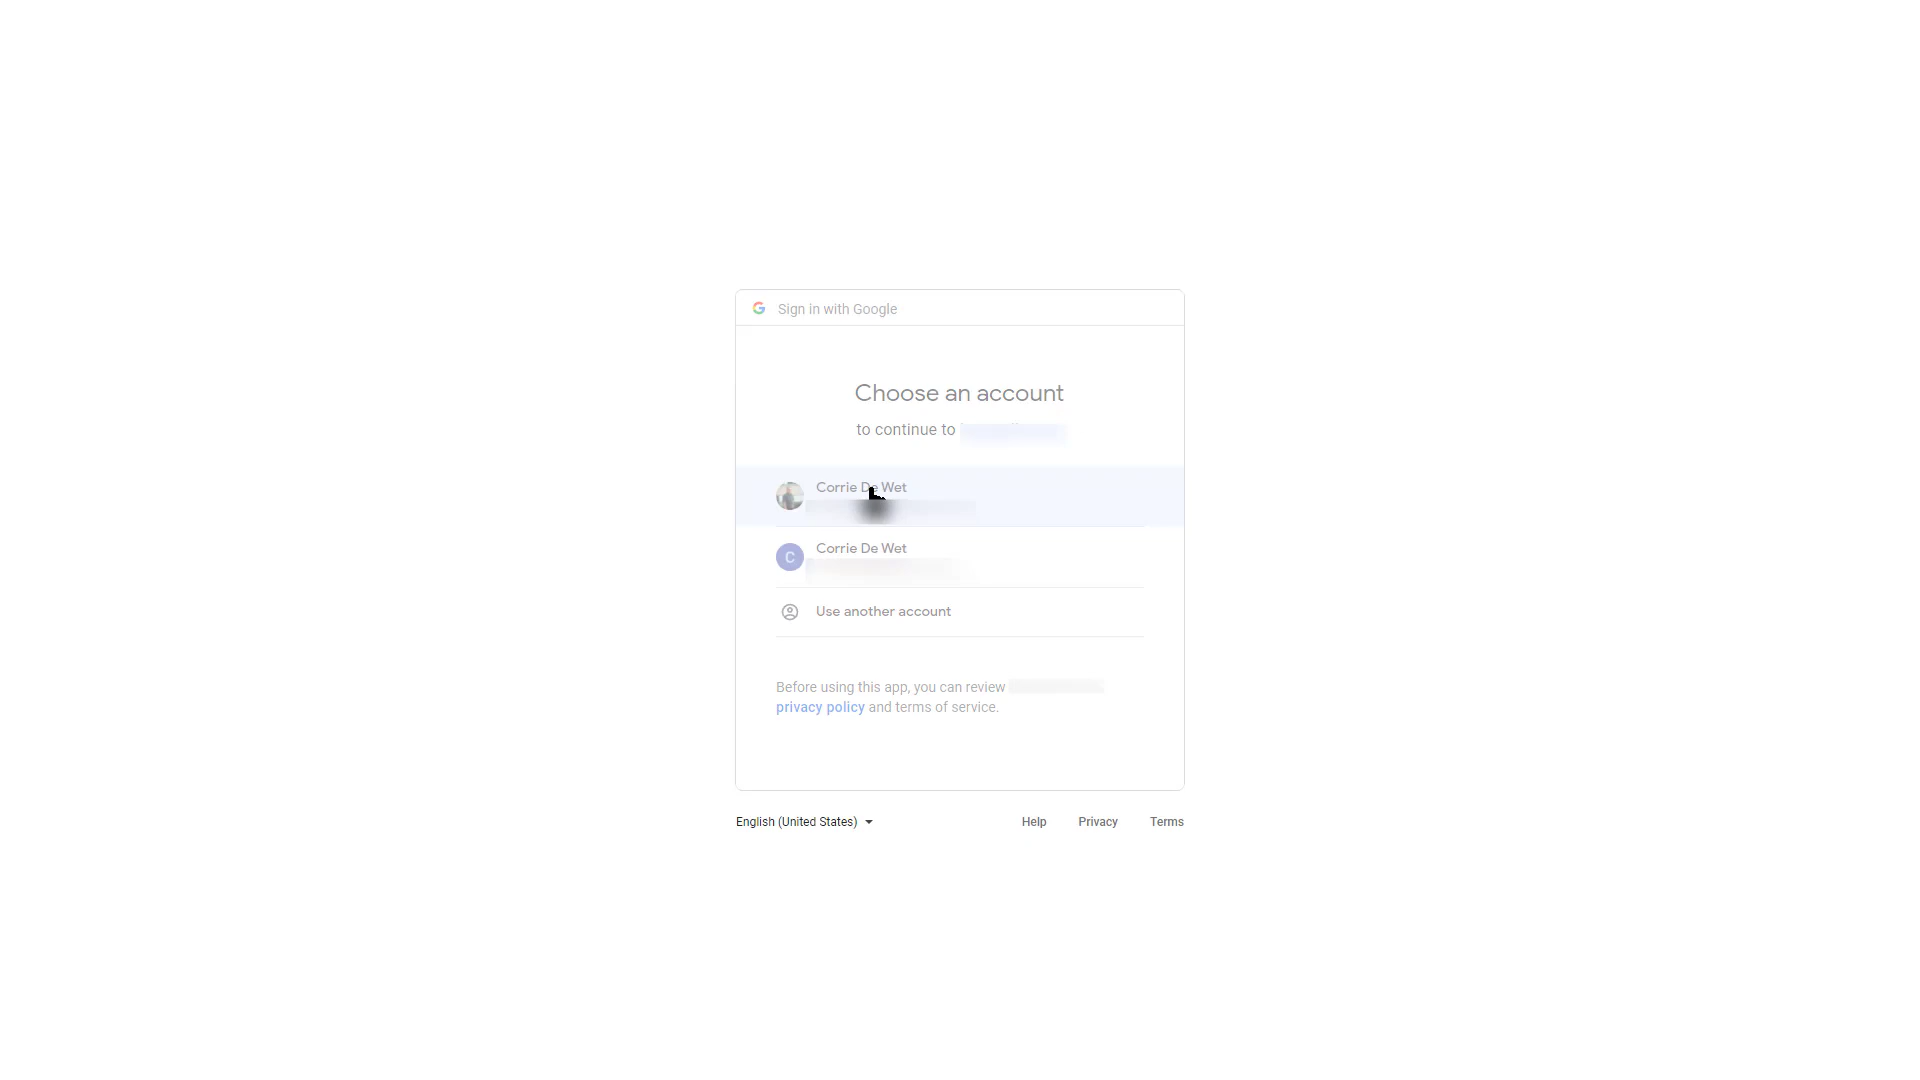 Sign in with Google
Choose an account
to continue to
Corrie De Wet
C
Corrie De Wet
Use another account
Before using this app, you can review
privacy policy and terms of service.
English (United States)
Help Privacy Terms